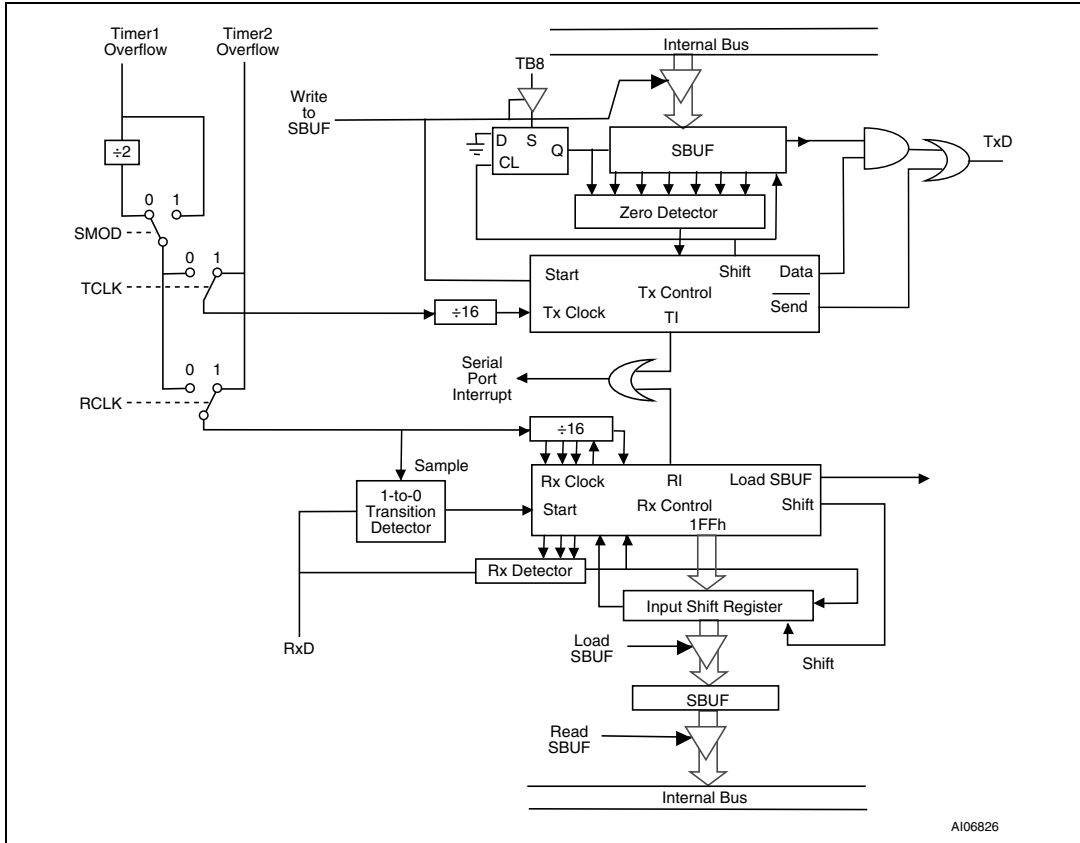 Timer1
Overflow
Timer2
Overflow
Internal Bus
TB8
Write
to
SBUF
÷2
D S
Q
CL
SBUF
TxD
Zero Detector
0 1
SMOD
0 1
TCLK
Start
Shift
Data
Tx Control
Send
÷16
Tx Clock
TI
Serial
Port
Interrupt
0 1
RCLK
÷16
Sample
Rx Clock
RI
Load SBUF
1-to-0
Transition
Detector
Start
Rx Control
Shift
1FFh
Rx Detector
Input Shift Register
RxD
Load
SBUF
Shift
SBUF
Read
SBUF
Internal Bus
AI06826